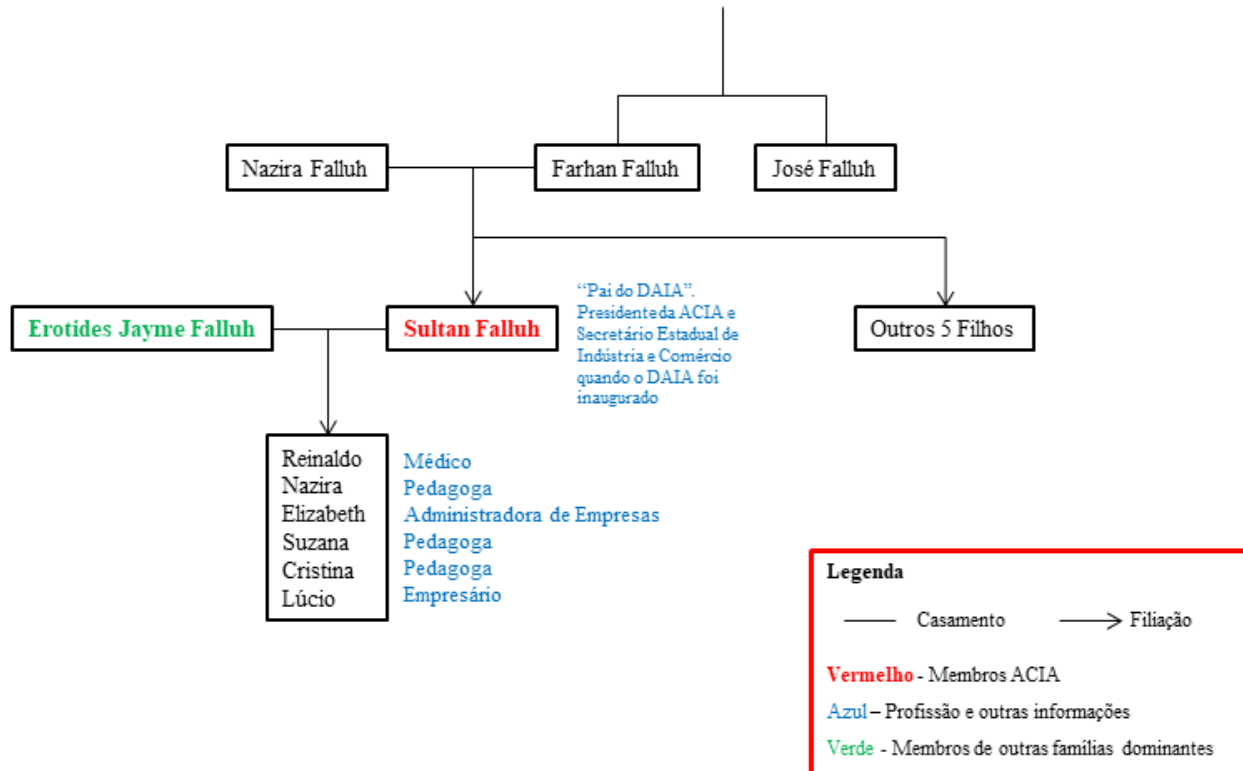 Nazira Falluh
Farhan Falluh
José Falluh
Erotides Jayme Falluh
Sultan Falluh
“Pai do DAIA”.
Presidente da ACIA e
Secretário Estadual de
Indústria e Comércio
quando o DAIA foi
inaugurado
Outros 5 Filhos
Reinaldo Médico
Nazira Pedagoga
Elizabeth Administradora de Empresas
Suzana Pedagoga
Cristina Pedagoga
Lúcio Empresário
Legenda
Casamento Filiação
Vermelho - Membros ACIA
Azul – Profissão e outras informações
Verde - Membros de outras famílias dominantes